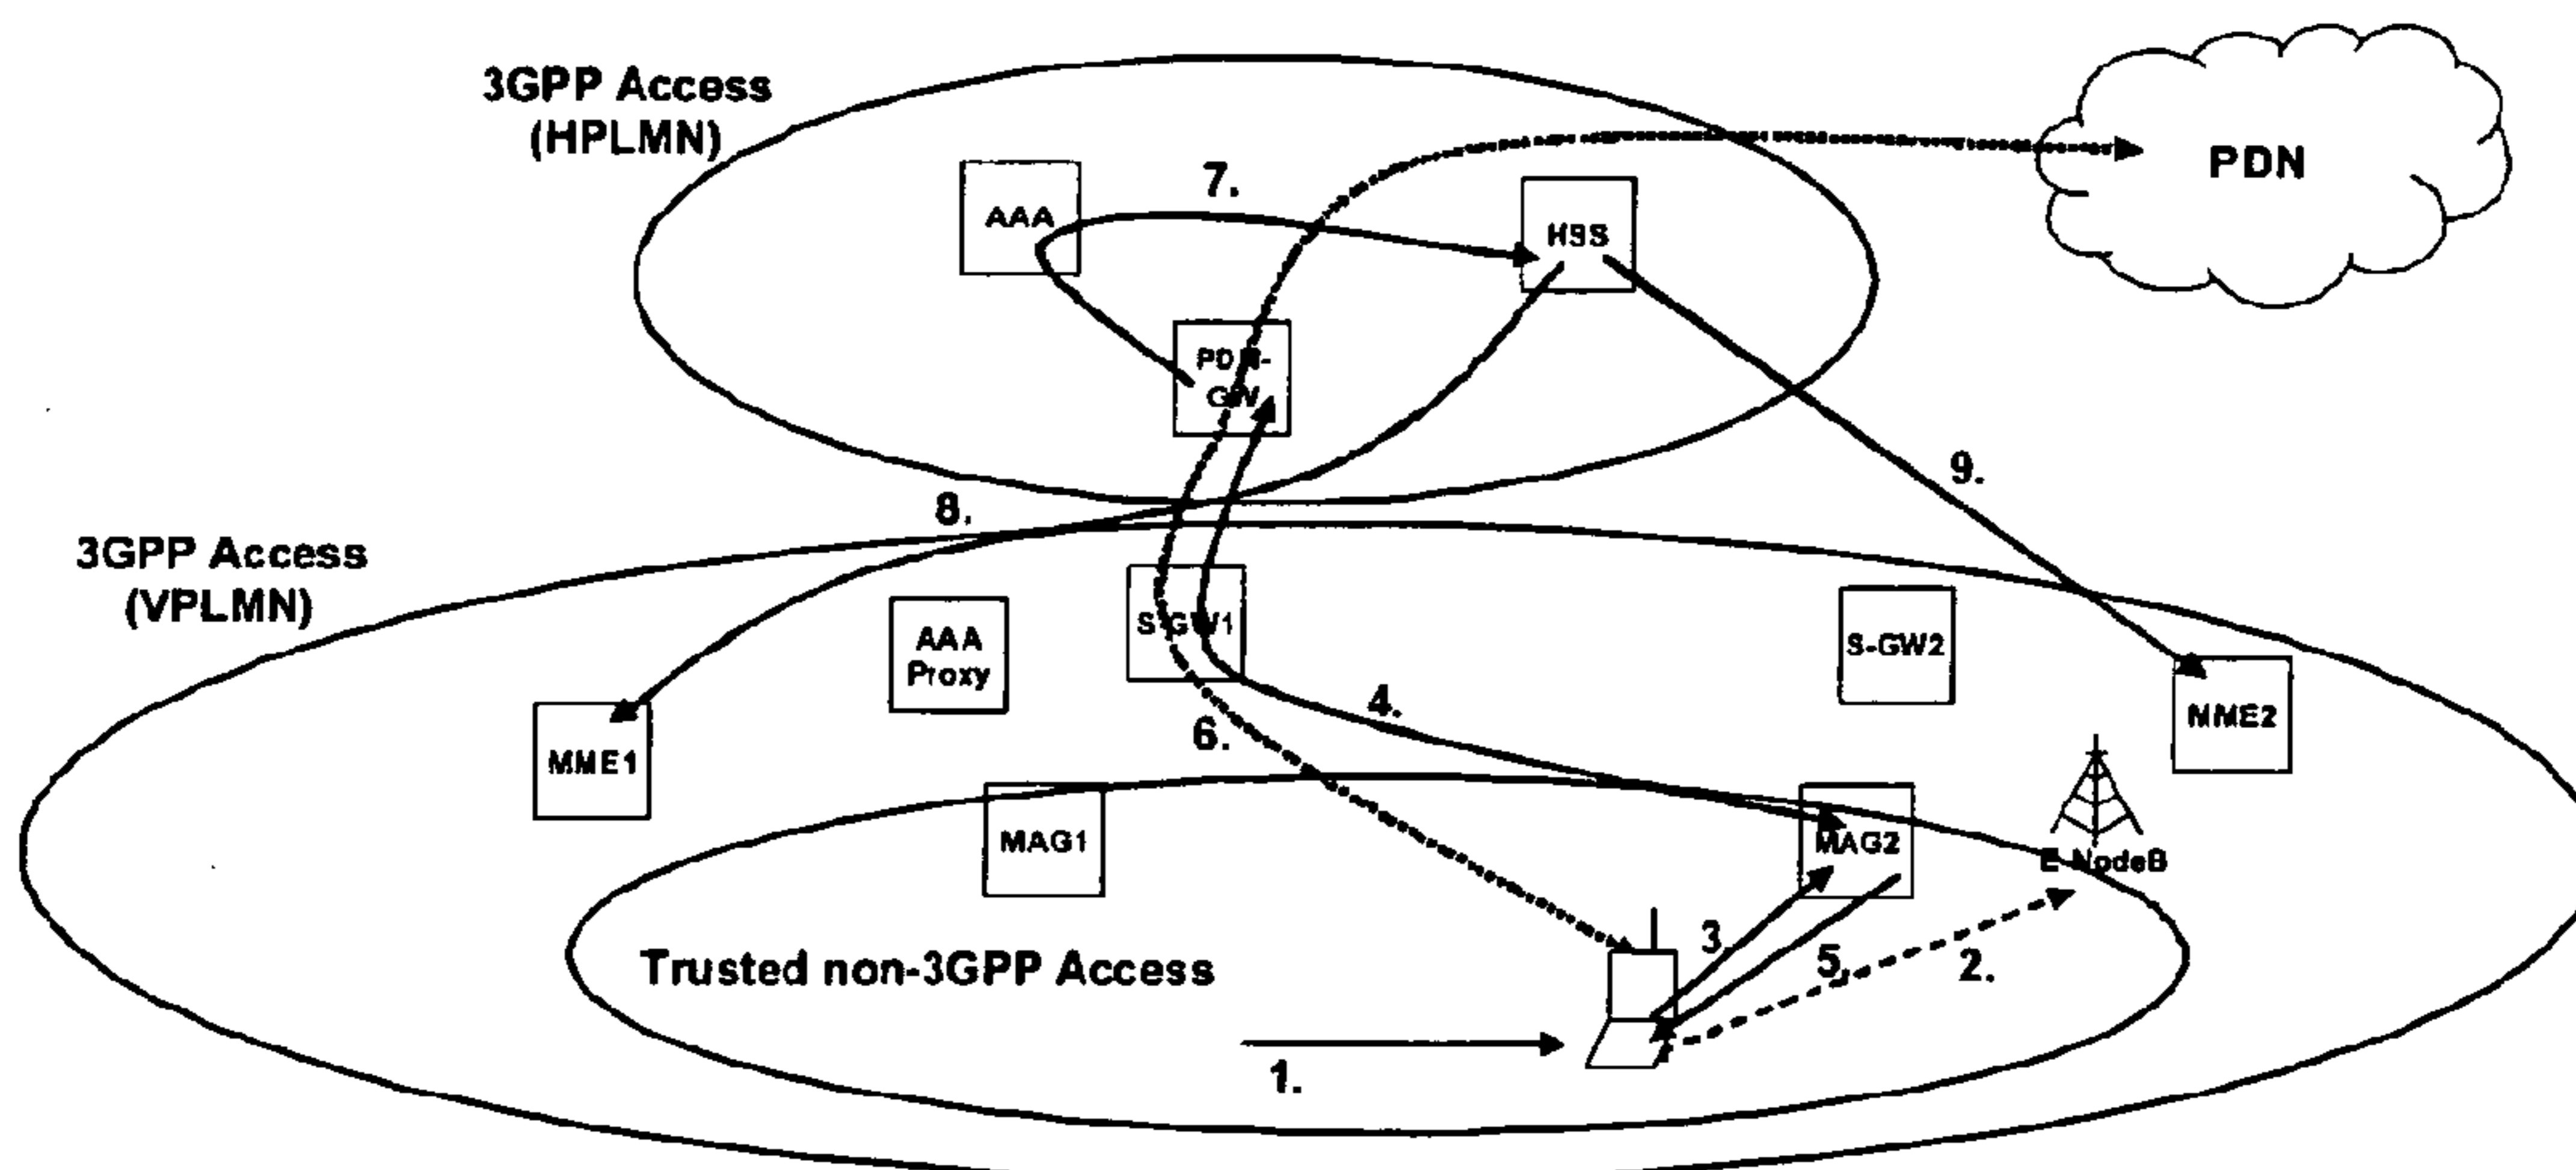 3GPP Access
(HPLMN)
PDN
7.
AAA
HSS
PDN-
GW
9.
8.
3GPP Access
(VPLMN)
S-GW1
AAA
Proxy
S-GW2
4.
6.
MME1
MME2
MAG1
MAG2
E-NodeB
3.
5.
2.
Trusted non-3GPP Access
1.